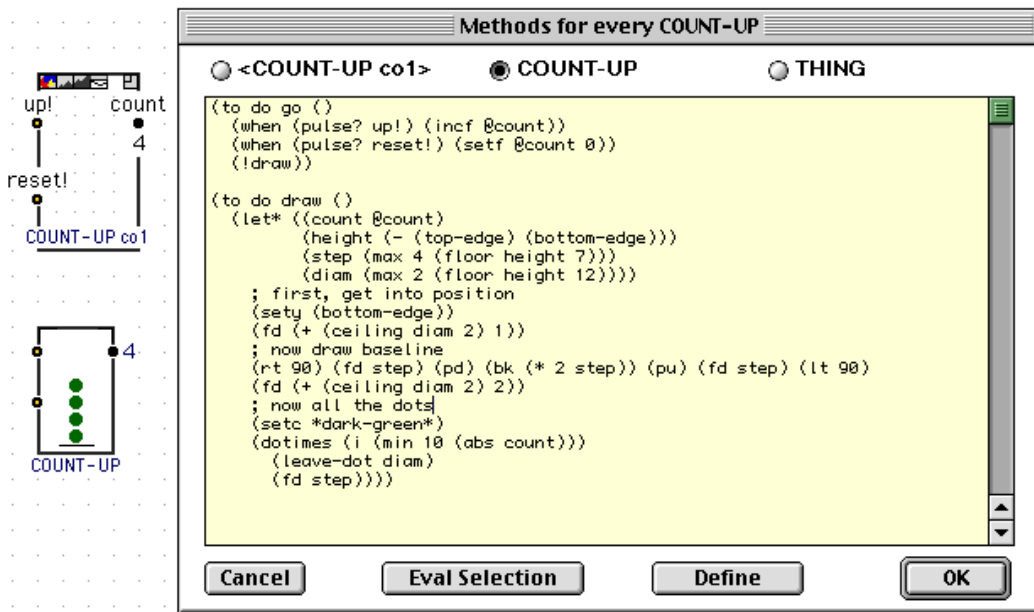 up! count
4
reset!
COUNT-UP co1
4
COUNT-UP
Methods for every COUNT-UP
<COUNT-UP co1> COUNT-UP THING
(to do go ()
  (when (pulse? up!) (incf @count))
  (when (pulse? reset!) (setf @count 0))
  (!draw))
(to do draw ()
  (let* ((count @count)
         (height (- (top-edge) (bottom-edge)))
         (step (max 4 (floor height 7)))
         (diam (max 2 (floor height 12))))
    ; first, get into position
    (sety (bottom-edge))
    (fd (+ (ceiling diam 2) 1))
    ; now draw baseline
    (rt 90) (fd step) (pd) (bk (* 2 step)) (pu) (fd step) (lt 90)
    (fd (+ (ceiling diam 2) 2))
    ; now all the dots
    (setc *dark-green*)
    (dotimes (i (min 10 (abs count)))
      (leave-dot diam)
      (fd step))))
Cancel Eval Selection Define OK